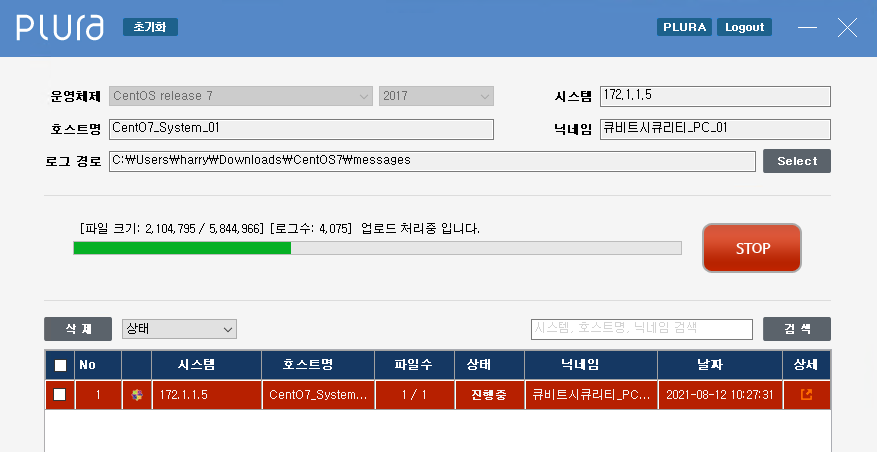 PLURA 초기화 PLURA Logout
운영체제 CentOS release 7 2017 시스템 172.1.1.5
호스트명 CentO7_System_01 닉네임 큐비트시큐리티_PC_01
로그 경로 C:₩Users₩harry₩Downloads₩CentOS7₩messages Select
[파일 크기: 2,104,795 / 5,844,966] [로그수: 4,075] 업로드 처리중 입니다.
STOP
삭 제 상태 시스템, 호스트명, 닉네임 검색 검 색
No 시스템 호스트명 파일수 상태 닉네임 날짜 상세
1 172.1.1.5 CentO7_System... 1 / 1 진행중 큐비트시큐리티_PC... 2021-08-12 10:27:31